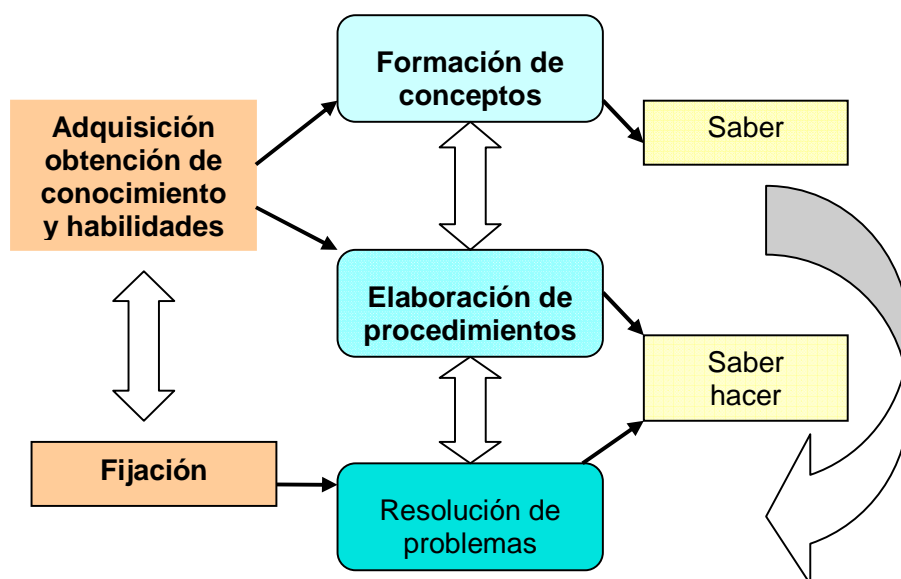 Formación de
conceptos
Adquisición
obtención de
conocimiento
y habilidades
Saber
Elaboración de
procedimientos
Saber
hacer
Fijación
Resolución de
problemas